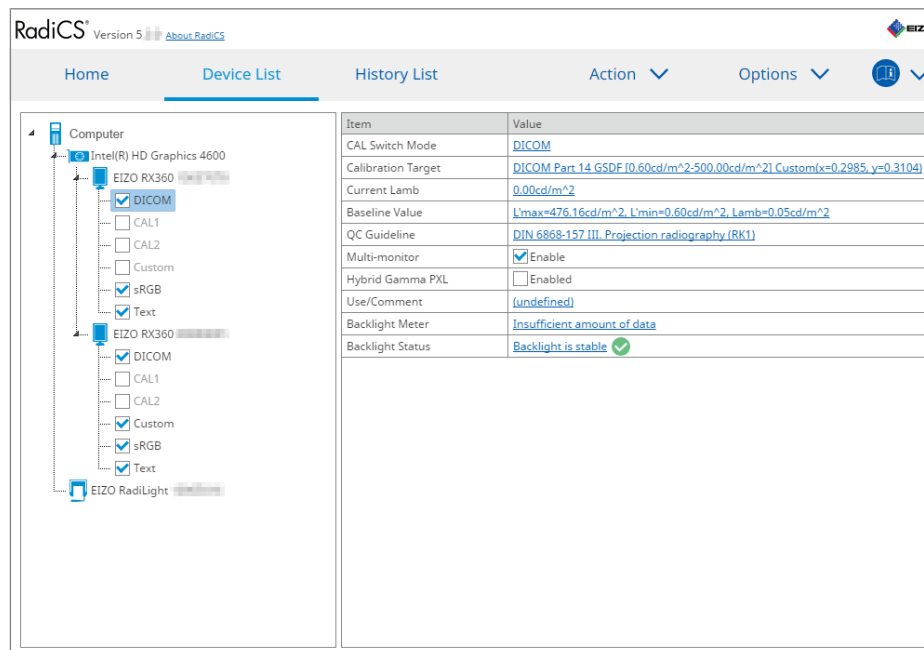 RadiCS® Version 5. About RadiCS EIZ
Home Device List History List Action Options
Computer
Intel(R) HD Graphics 4600
EIZO RX360
DICOM
CAL1
CAL2
Custom
sRGB
Text
EIZO RX360
DICOM
CAL1
CAL2
Custom
sRGB
Text
EIZO RadiLight
Item Value
CAL Switch Mode DICOM
Calibration Target DICOM Part 14 GSDF [0.60cd/m^2-500.00cd/m^2] Custom(x=0.2985, y=0.3104)
Current Lamb 0.00cd/m^2
Baseline Value L'max=476.16cd/m^2, L'min=0.60cd/m^2, Lamb=0.05cd/m^2
QC Guideline DIN 6868-157 III. Projection radiography (RK1)
Multi-monitor Enable
Hybrid Gamma PXL Enabled
Use/Comment (undefined)
Backlight Meter Insufficient amount of data
Backlight Status Backlight is stable